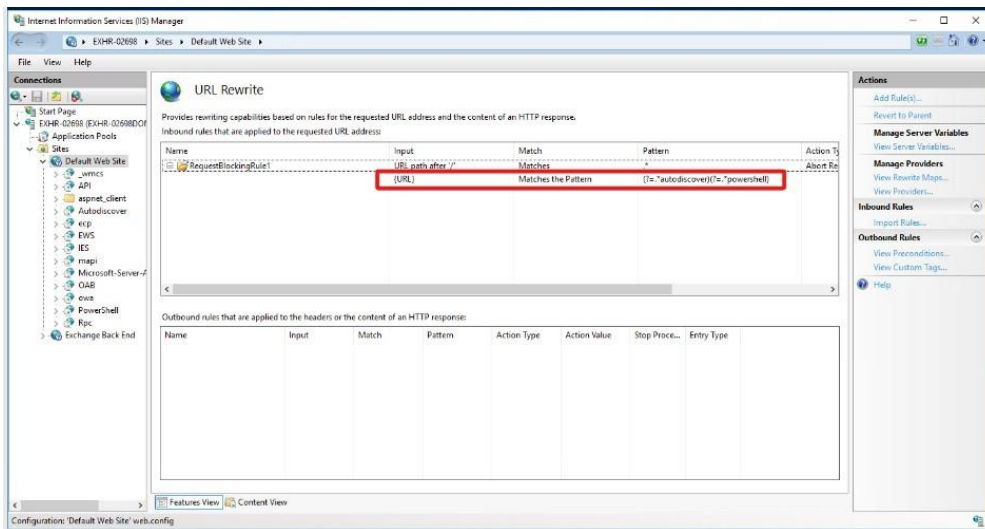 Internet Information Services (IIS) Manager
EXHR-02698 Sites Default Web Site
File View Help
Connections
Start Page
EXHR-02698 (EXHR-02698DOM
Application Pools
Sites
Default Web Site
_wmcs
API
aspnet_client
Autodiscover
ecp
EWS
IES
mapi
Microsoft-Server-A
OAB
owa
PowerShell
Rpc
Exchange Back End
URL Rewrite
Provides rewriting capabilities based on rules for the requested URL address and the content of an HTTP response.
Inbound rules that are applied to the requested URL address:
Name Input Match Pattern Action Ty
RequestBlockingRule1 URL path after '/' Matches .* Abort Re
{URL} Matches the Pattern (?=.*autodiscover)(?=.*powershell)
Outbound rules that are applied to the headers or the content of an HTTP response:
Name Input Match Pattern Action Type Action Value Stop Proce... Entry Type
Features View Content View
Actions
Add Rule(s)...
Revert to Parent
Manage Server Variables
View Server Variables...
Manage Providers
View Rewrite Maps...
View Providers...
Inbound Rules
Import Rules...
Outbound Rules
View Preconditions...
View Custom Tags...
Help
Configuration: 'Default Web Site' web.config